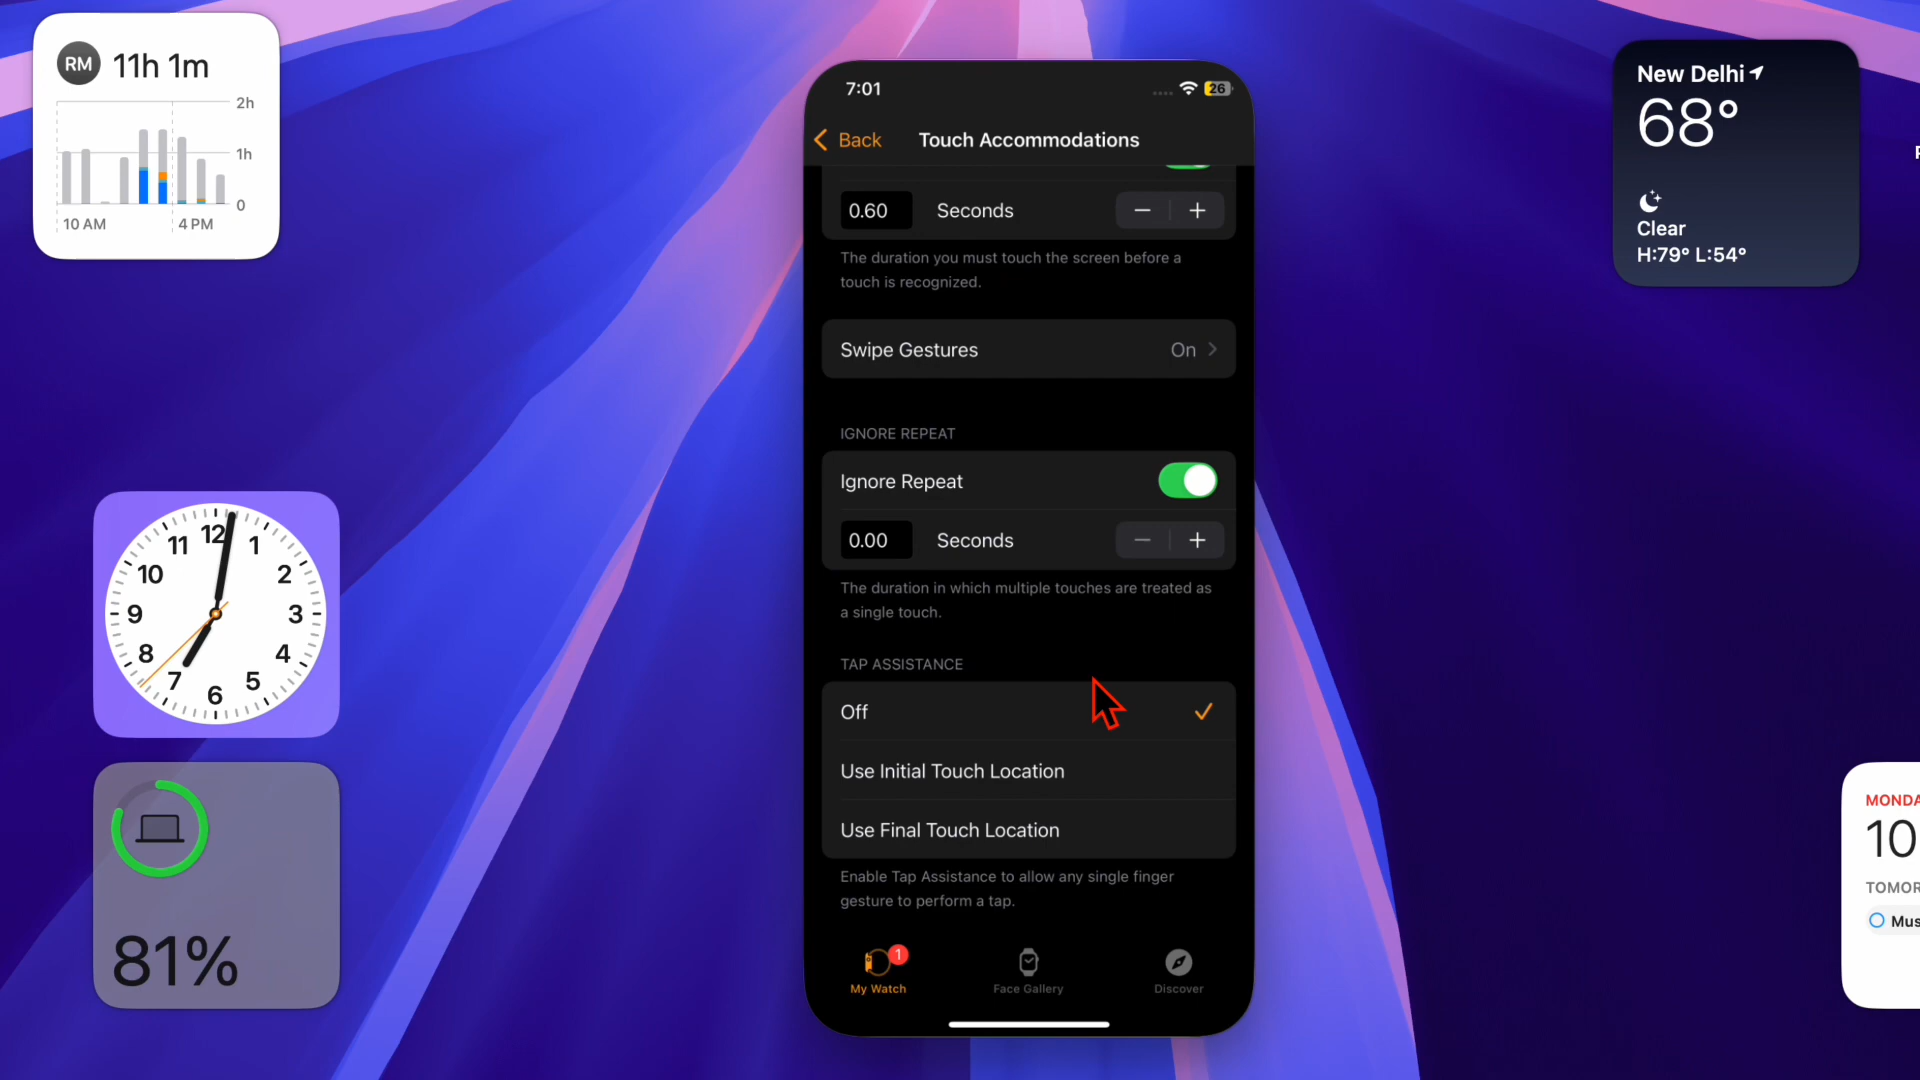 RM 11h 1m
2h
1h
0
10 AM 4 PM
12
1
2
3
4
5
6
7
8
9
10
11
81%
7:01 26
Back Touch Accommodations
0.60 Seconds − +
The duration you must touch the screen before a
touch is recognized.
Swipe Gestures On
IGNORE REPEAT
Ignore Repeat
0.00 Seconds − +
The duration in which multiple touches are treated as
a single touch.
TAP ASSISTANCE
Off
Use Initial Touch Location
Use Final Touch Location
Enable Tap Assistance to allow any single finger
gesture to perform a tap.
1
My Watch Face Gallery Discover
New Delhi
68°
Clear
H:79° L:54°
MONDA
10
TOMOR
Mus